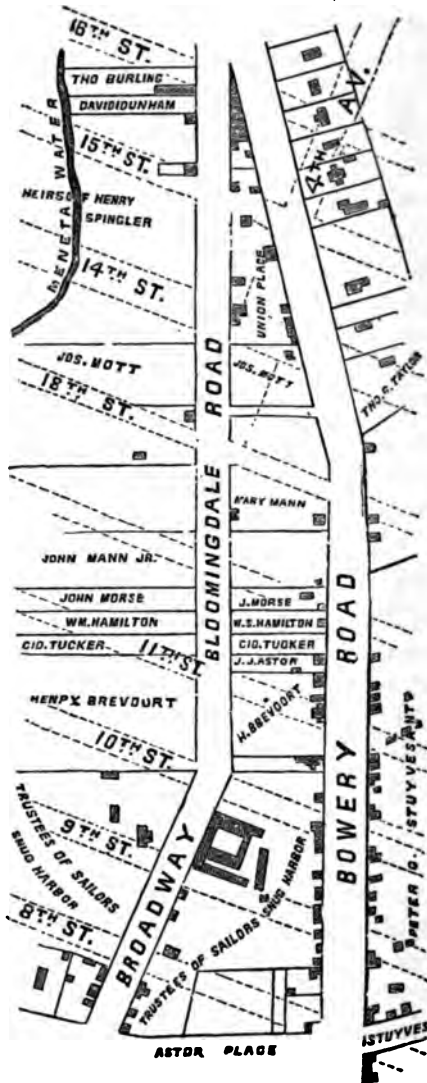 16TH ST.
THO BURLING
DAVIDIDUNHAM
15TH ST.
MENETA WATER
HEIRS OF HENRY
SPINGLER
14TH ST.
4TH AV.
UNION PLACE
JOS. MOTT
JOS. MOTT
18TH ST.
THO. C. TAYLOR
BLOOMINGDALE ROAD
MARY MANN
JOHN MANN JR.
JOHN MORSE
J. MORSE
WM. HAMILTON
W.S. HAMILTON
CID. TUCKER
CID. TUCKER
11TH ST.
J. J. ASTOR
HENRY BREVOORT
H. BREVOORT
10TH ST.
BOWERY ROAD
PETER G. STUYVESANT
TRUSTEES OF SAILORS
SNUG HARBOR
9TH ST.
8TH ST.
BROADWAY
TRUSTEES OF SAILORS SNUG HARBOR
ASTOR PLACE
STUYVES